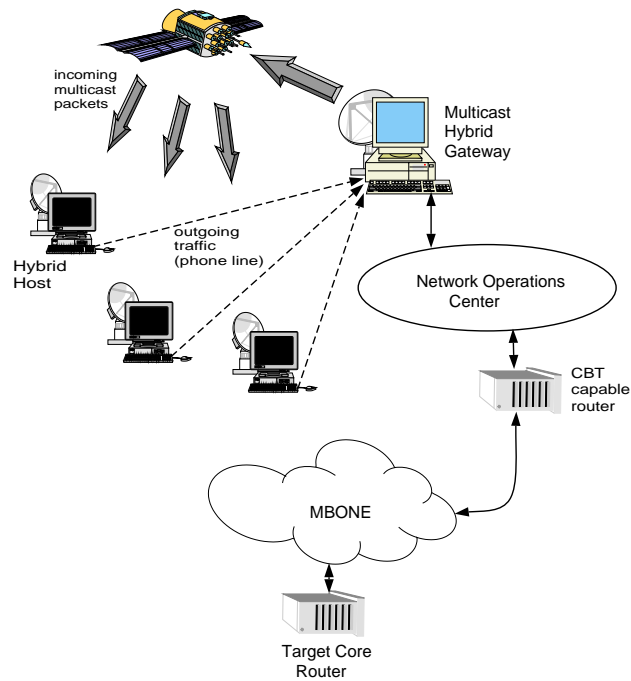 incoming
multicast
packets
Multicast
Hybrid
Gateway
outgoing
traffic
(phone line)
Hybrid
Host
Network Operations
Center
CBT
capable
router
MBONE
Target Core
Router